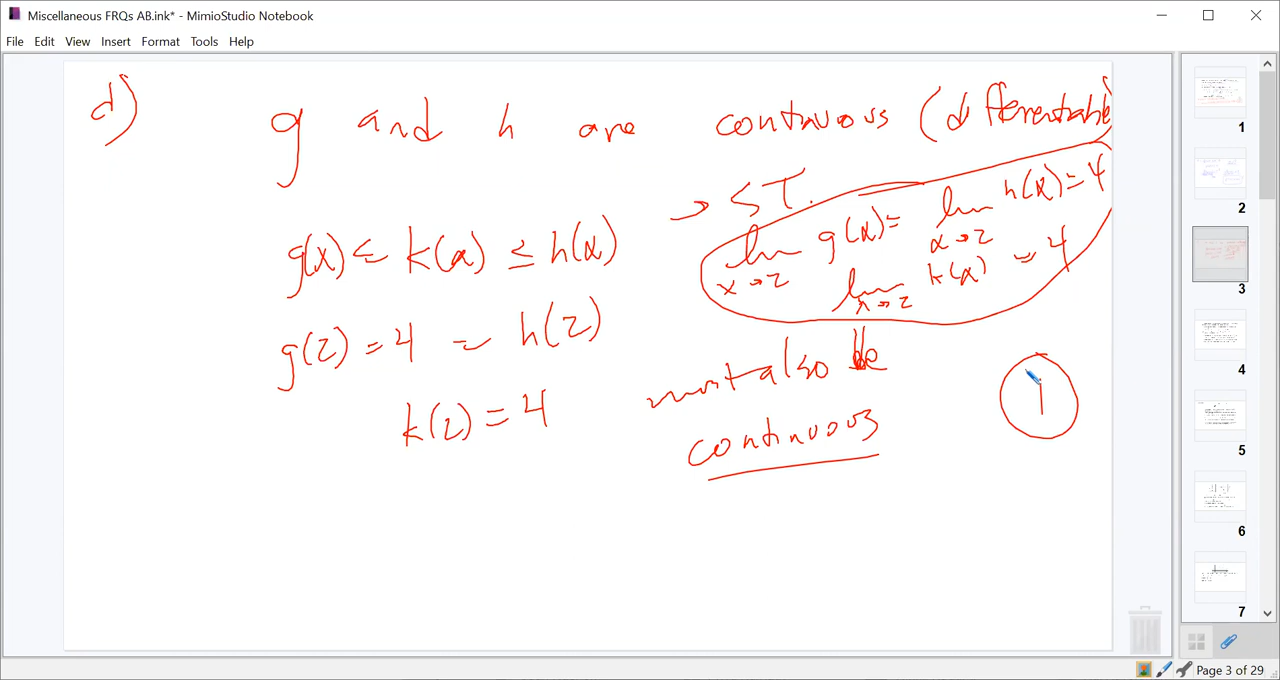 Miscellaneous FRQs AB.ink* - MimioStudio Notebook
File Edit View Insert Format Tools Help
d) g and h are continuous (differentiable)
→ S T.
g(x) ≤ k(x) ≤ h(x)
lim x→2 g(x) = lim x→2 h(x) = 4
lim x→2 k(x) = 4
g(2) = 4 = h(2)
must also be
k(2) = 4
continuous
1
1
2
3
4
5
6
7
Page 3 of 29